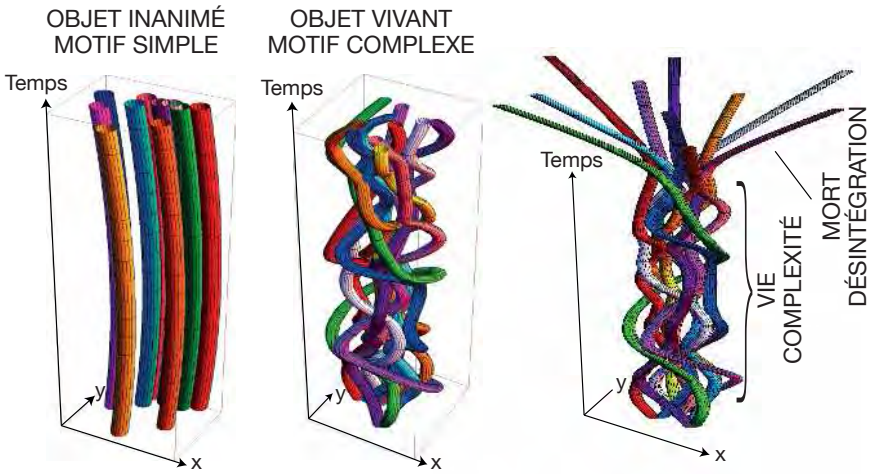 OBJET INANIMÉ
MOTIF SIMPLE
Temps
y
x
OBJET VIVANT
MOTIF COMPLEXE
Temps
y
x
Temps
y
x
VIE
COMPLEXITÉ
MORT
DÉSINTÉGRATION